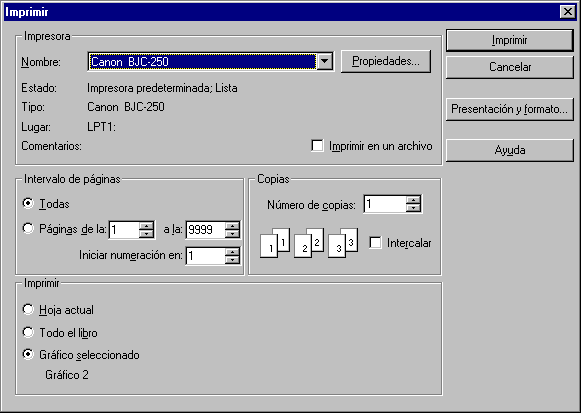 Imprimir
Impresora
Nombre: Canon BJC-250 Propiedades...
Estado: Impresora predeterminada; Lista
Tipo: Canon BJC-250
Lugar: LPT1:
Comentarios: Imprimir en un archivo
Imprimir
Cancelar
Presentación y formato...
Ayuda
Intervalo de páginas
Todas
Páginas de la: 1 a la: 9999
Iniciar numeración en: 1
Copias
Número de copias: 1
1 1 2 2 3 3 Intercalar
Imprimir
Hoja actual
Todo el libro
Gráfico seleccionado
Gráfico 2